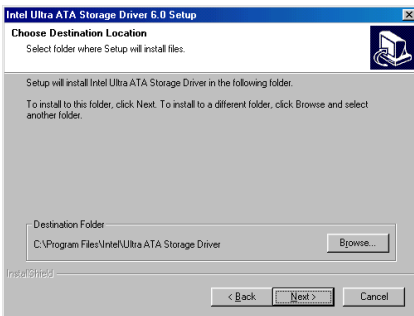 Intel Ultra ATA Storage Driver 6.0 Setup
Choose Destination Location
Select folder where Setup will install files.
Setup will install Intel Ultra ATA Storage Driver in the following folder.
To install to this folder, click Next. To install to a different folder, click Browse and select
another folder.
Destination Folder
C:\Program Files\Intel\Ultra ATA Storage Driver
Browse...
InstallShield
< Back
Next >
Cancel